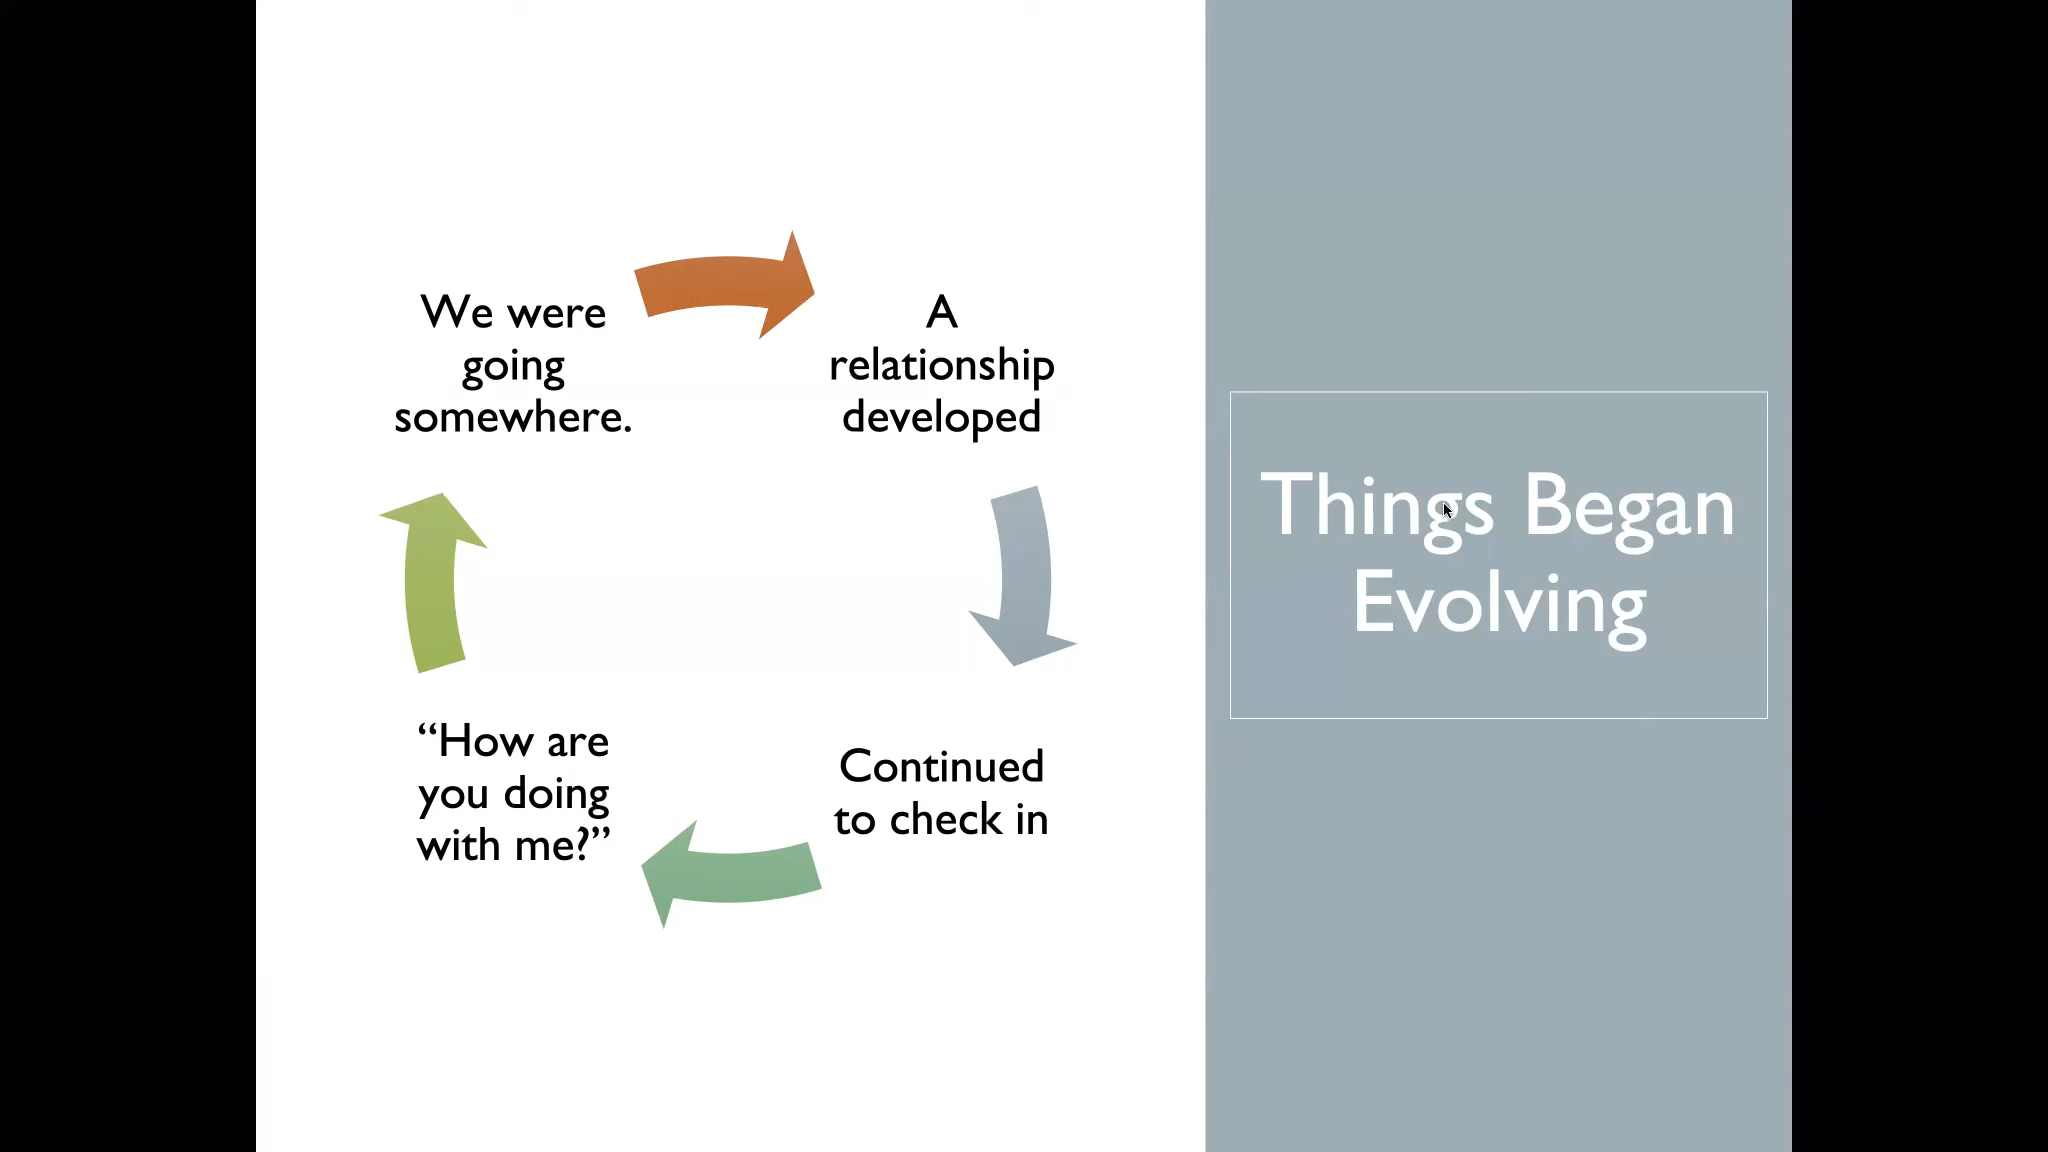 We were
going
somewhere.
A
relationship
developed
Continued
to check in
“How are
you doing
with me?”
Things Began
Evolving